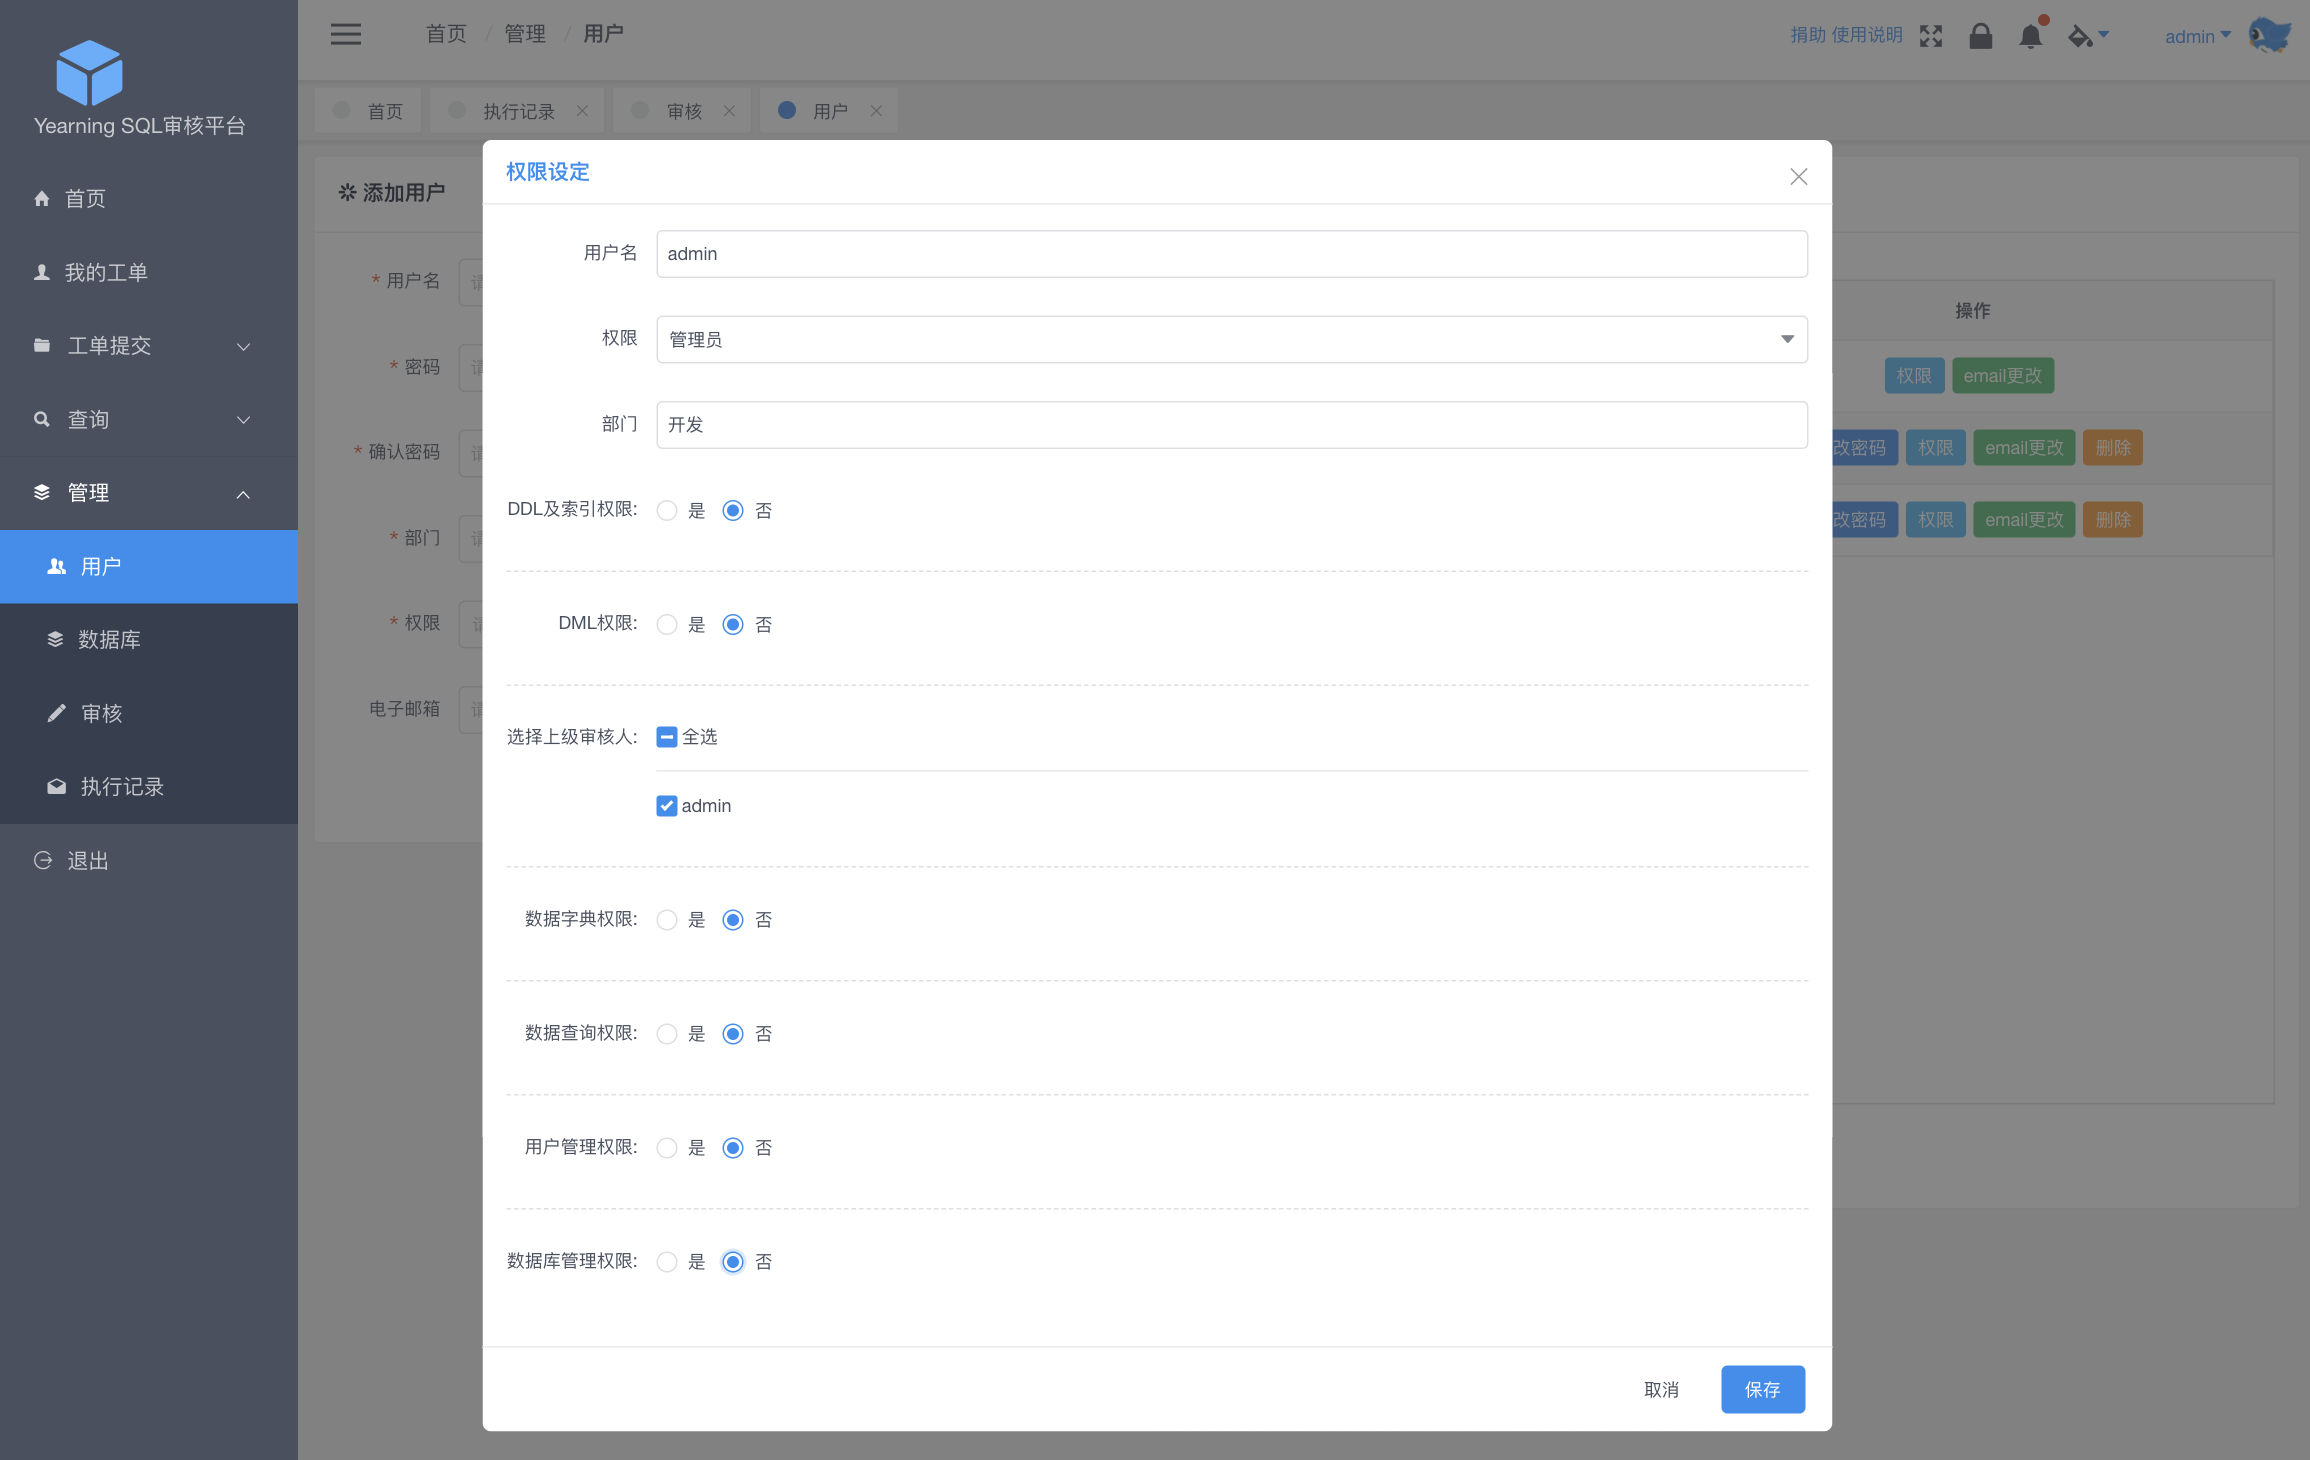 Yearning SQL审核平台
首页
我的工单
工单提交
查询
管理
用户
数据库
审核
执行记录
退出
首页 / 管理 / 用户
捐助 使用说明
admin
首页
执行记录
审核
用户
添加用户
* 用户名 请
* 密码 请
* 确认密码 请
* 部门 请
* 权限 请
电子邮箱 请
操作
权限 email更改
改密码 权限 email更改 删除
改密码 权限 email更改 删除
权限设定
用户名 admin
权限 管理员
部门 开发
DDL及索引权限: 是 否
DML权限: 是 否
选择上级审核人: 全选
admin
数据字典权限: 是 否
数据查询权限: 是 否
用户管理权限: 是 否
数据库管理权限: 是 否
取消 保存